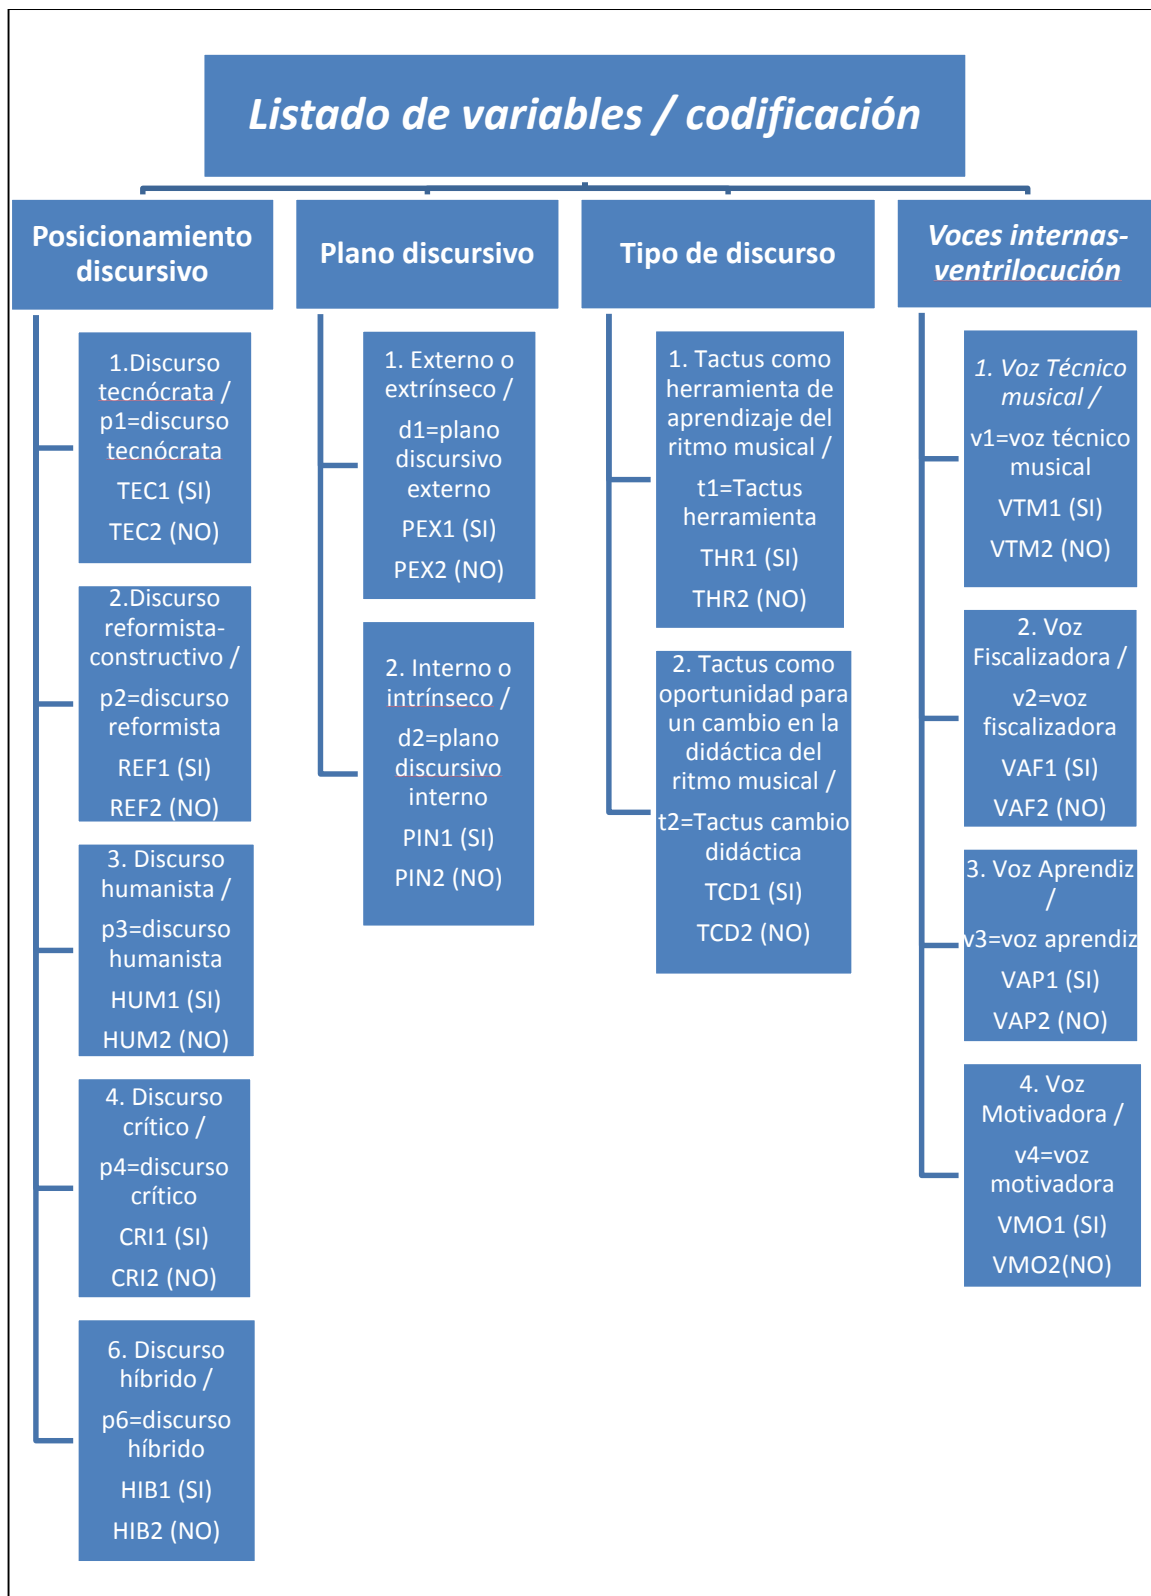 Listado de variables / codificación
Posicionamiento
discursivo
1.Discurso
tecnócrata /
p1=discurso
tecnócrata
TEC1 (SI)
TEC2 (NO)
2.Discurso
reformista-
constructivo /
p2=discurso
reformista
REF1 (SI)
REF2 (NO)
3. Discurso
humanista /
p3=discurso
humanista
HUM1 (SI)
HUM2 (NO)
4. Discurso
crítico /
p4=discurso
crítico
CRI1 (SI)
CRI2 (NO)
6. Discurso
híbrido /
p6=discurso
híbrido
HIB1 (SI)
HIB2 (NO)
Plano discursivo
1. Externo o
extrínseco /
d1=plano
discursivo
externo
PEX1 (SI)
PEX2 (NO)
2. Interno o
intrínseco /
d2=plano
discursivo
interno
PIN1 (SI)
PIN2 (NO)
Tipo de discurso
1. Tactus como
herramienta de
aprendizaje del
ritmo musical /
t1=Tactus
herramienta
THR1 (SI)
THR2 (NO)
2. Tactus como
oportunidad para
un cambio en la
didáctica del
ritmo musical /
t2=Tactus cambio
didáctica
TCD1 (SI)
TCD2 (NO)
Voces internas-
ventrilocución
1. Voz Técnico
musical /
v1=voz técnico
musical
VTM1 (SI)
VTM2 (NO)
2. Voz
Fiscalizadora /
v2=voz
fiscalizadora
VAF1 (SI)
VAF2 (NO)
3. Voz Aprendiz
/
v3=voz aprendiz
VAP1 (SI)
VAP2 (NO)
4. Voz
Motivadora /
v4=voz
motivadora
VMO1 (SI)
VMO2(NO)